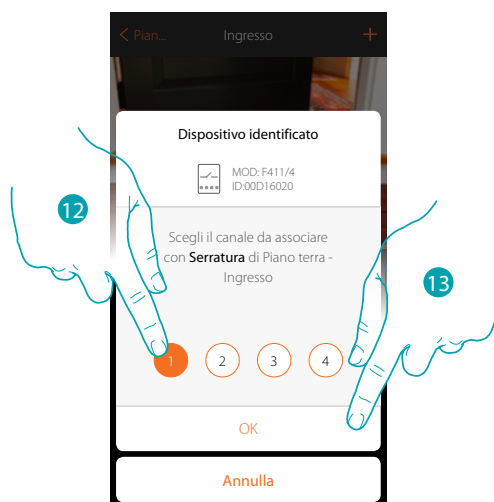 Pian... Ingresso +
Dispositivo identificato
MOD: F411/4
ID:00D16020
12
Scegli il canale da associare
con Serratura di Piano terra -
Ingresso
13
1 2 3 4
OK
Annulla